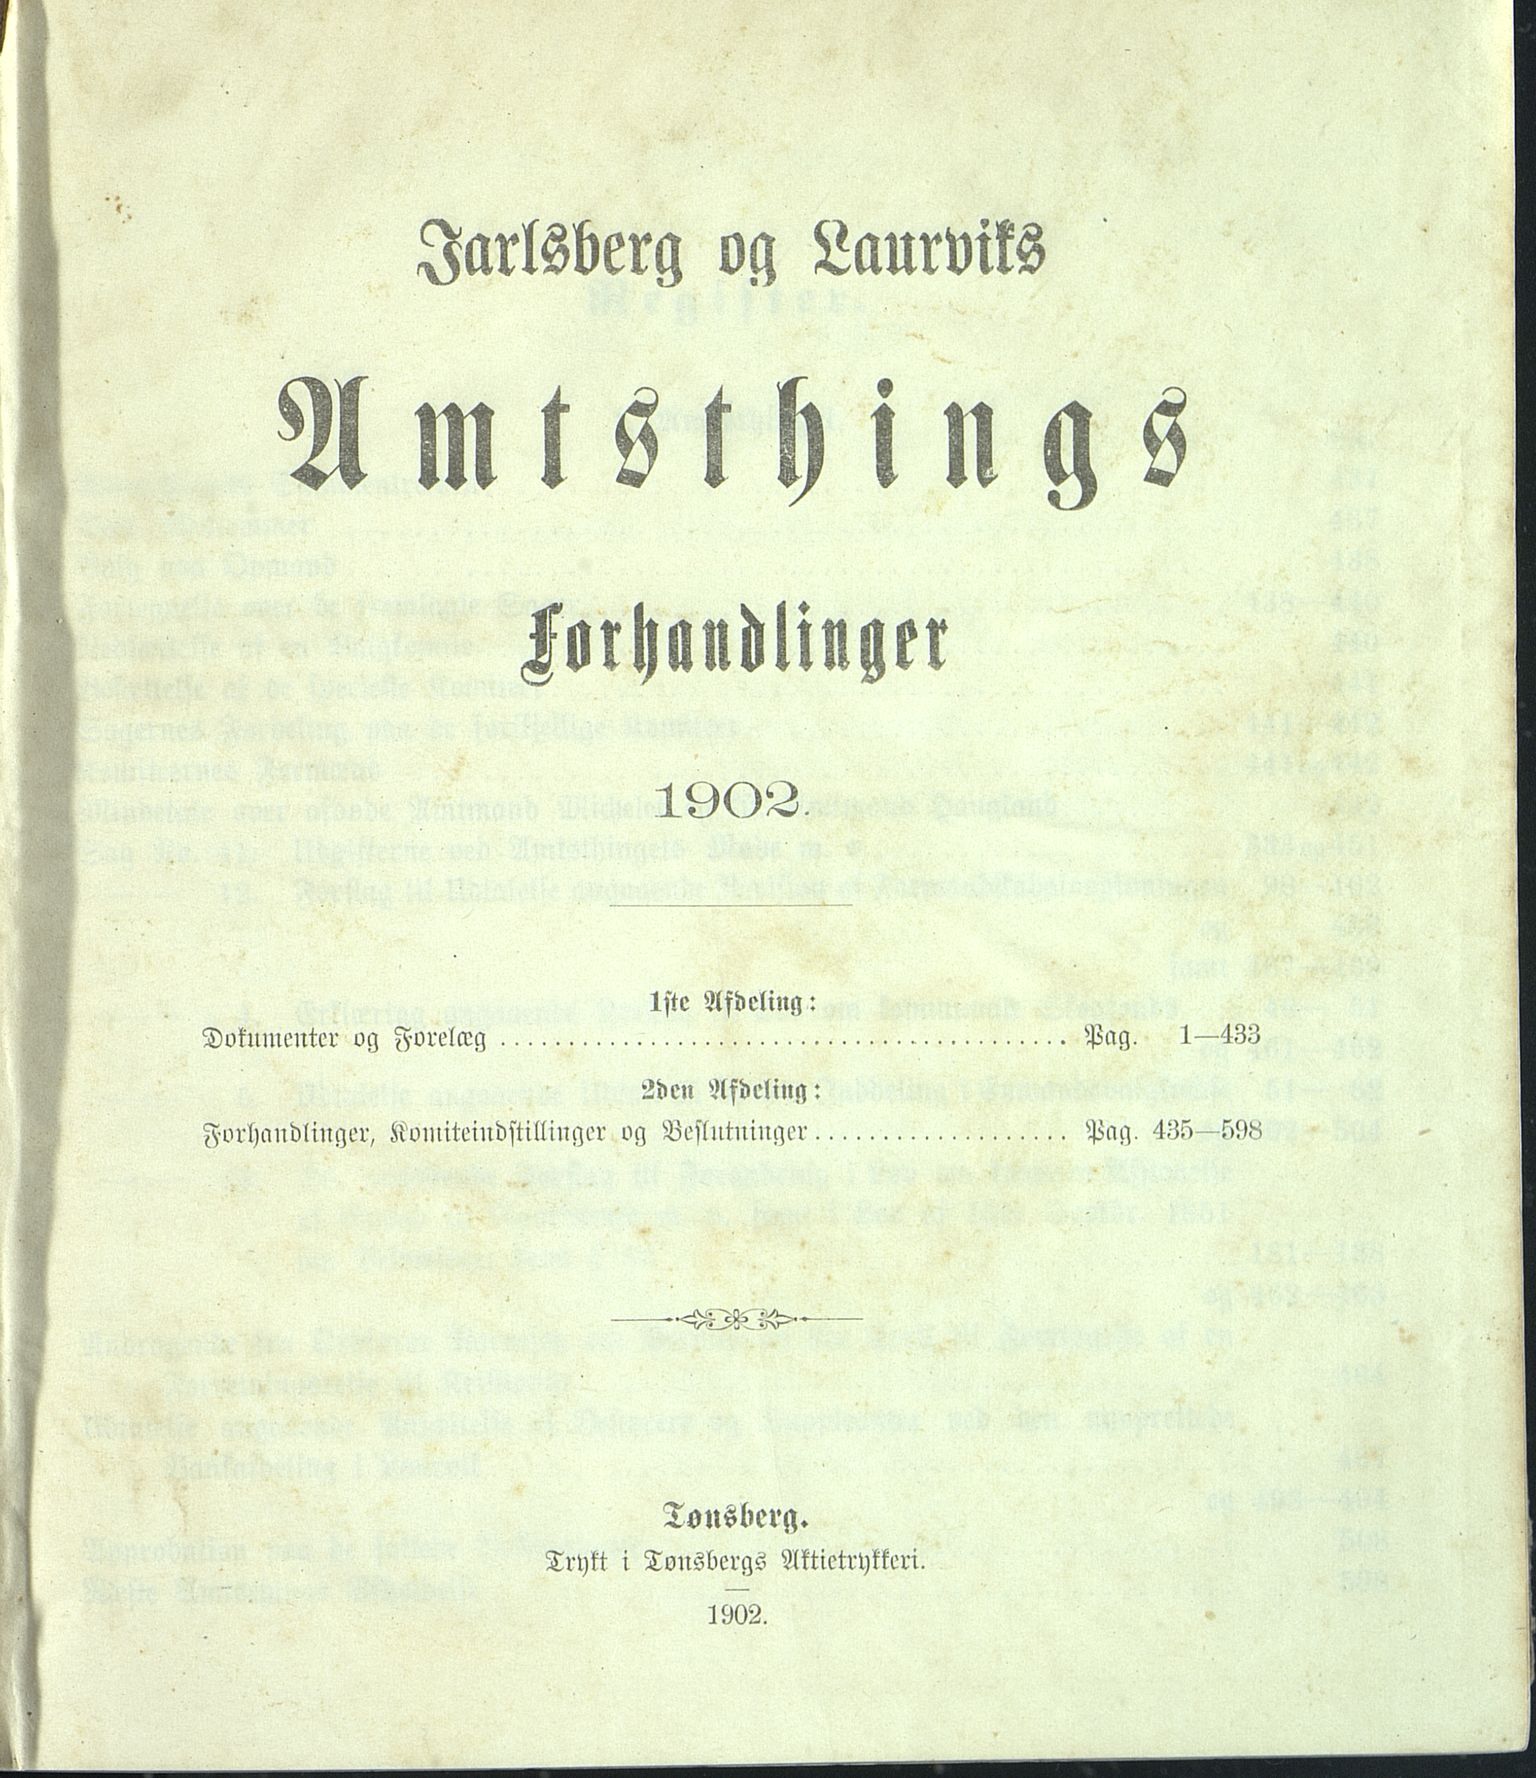 Jarlsberg og Laurviks
Amtsthings
Forhandlinger
1902.
1ste Afdeling:
Dokumenter og Forelæg ........................................ Pag. 1—433
2den Afdeling:
Forhandlinger, Komiteindstillinger og Beslutninger .................. Pag. 435—598
Tønsberg.
Trykt i Tønsbergs Aktietrykkeri.
1902.